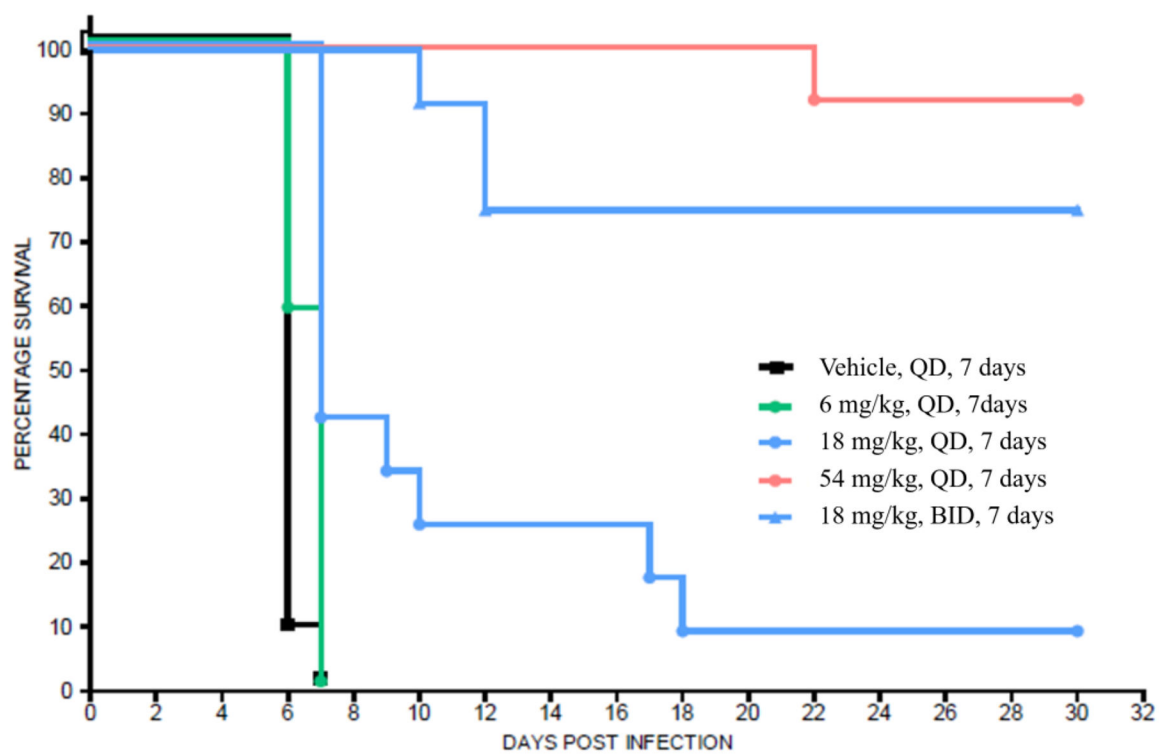 PERCENTAGE SURVIVAL
100
90
80
70
60
50
40
30
20
10
0
0 2 4 6 8 10 12 14 16 18 20 22 24 26 28 30 32
DAYS POST INFECTION
Vehicle, QD, 7 days
6 mg/kg, QD, 7days
18 mg/kg, QD, 7 days
54 mg/kg, QD, 7 days
18 mg/kg, BID, 7 days